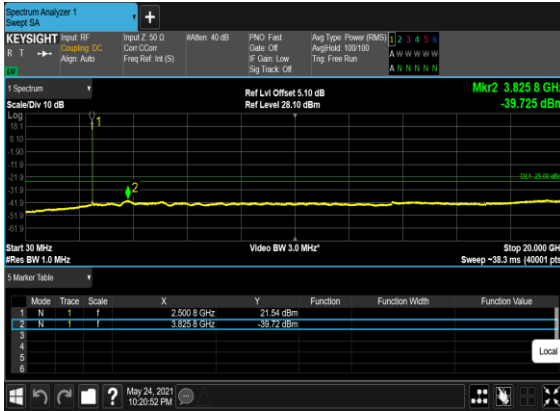 Spectrum Analyzer 1
Swept SA
+
KEYSIGHT
R T
LV
Input: RF
Coupling: DC
Align: Auto
Input Z: 50 Ω
Corr CCorr
Freq Ref: Int (S)
#Atten: 40 dB
PNO: Fast
Gate: Off
IF Gain: Low
Sig Track: Off
Avg Type: Power (RMS)
Avg|Hold: 100/100
Trig: Free Run
1 2 3 4 5 6
A W W W W W
A N N N N N
1 Spectrum
Scale/Div 10 dB
Ref Lvl Offset 5.10 dB
Ref Level 28.10 dBm
Mkr2 3.825 8 GHz
-39.725 dBm
Log
18.1
8.10
-1.90
-11.9
-21.9
-31.9
-41.9
-51.9
-61.9
1
2
DL1 -25.00 dBm
Start 30 MHz
#Res BW 1.0 MHz
Video BW 3.0 MHz*
Stop 20.000 GH
Sweep ~38.3 ms (40001 pts
5 Marker Table
Mode Trace Scale X Y Function Function Width Function Value
1 N 1 f 2.500 8 GHz 21.54 dBm
2 N 1 f 3.825 8 GHz -39.72 dBm
3
4
5
6
Local
?
May 24, 2021
10:20:52 PM